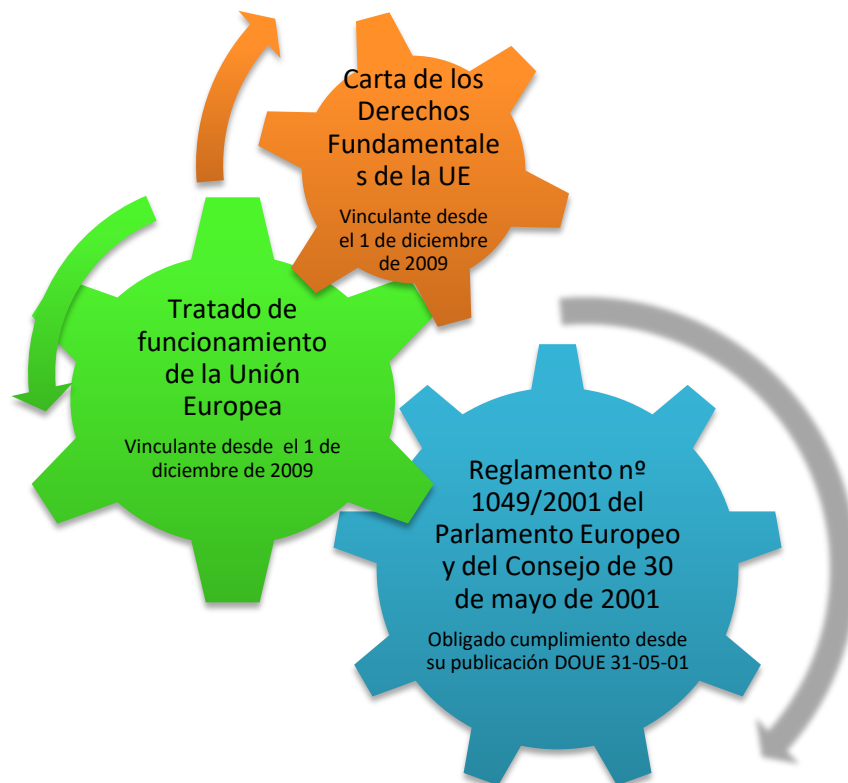 Carta de los
Derechos
Fundamentale
s de la UE
Vinculante desde
el 1 de diciembre
de 2009
Tratado de
funcionamiento
de la Unión
Europea
Vinculante desde el 1 de
diciembre de 2009
Reglamento nº
1049/2001 del
Parlamento Europeo
y del Consejo de 30
de mayo de 2001
Obligado cumplimiento desde
su publicación DOUE 31-05-01